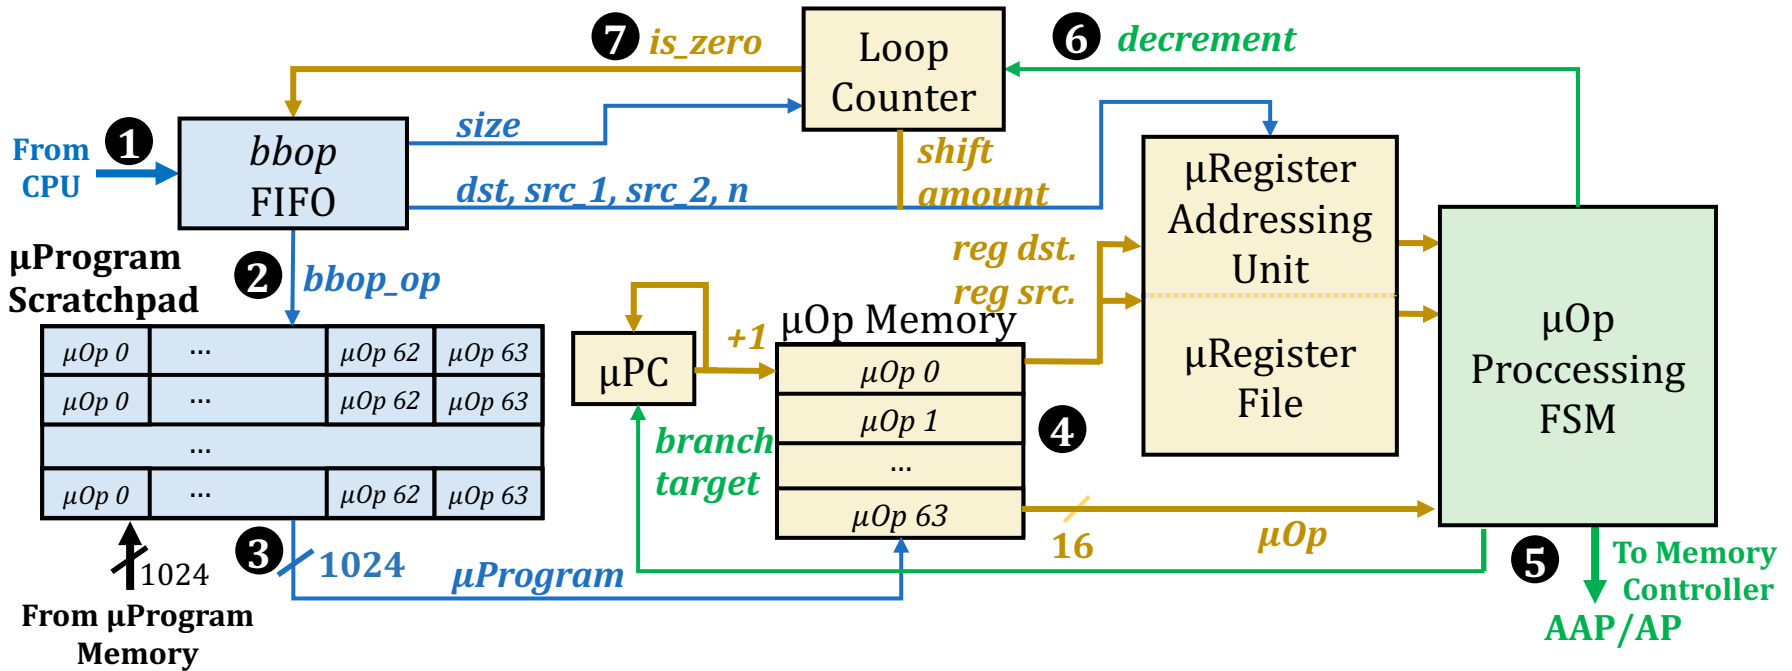 7 is_zero
Loop
Counter
6 decrement
From
CPU
1
bbop
FIFO
size
dst, src_1, src_2, n
shift
amount
μRegister
Addressing
Unit
μRegister
File
μProgram
Scratchpad
2 bbop_op
reg dst.
reg src.
μOp 0 ... μOp 62 μOp 63
μOp 0 ... μOp 62 μOp 63
...
μOp 0 ... μOp 62 μOp 63
μPC
+1
μOp Memory
μOp 0
μOp 1
...
μOp 63
4
branch
target
μOp
Proccessing
FSM
16
μOp
3 1024
μProgram
1024
From μProgram
Memory
5
To Memory
Controller
AAP/AP